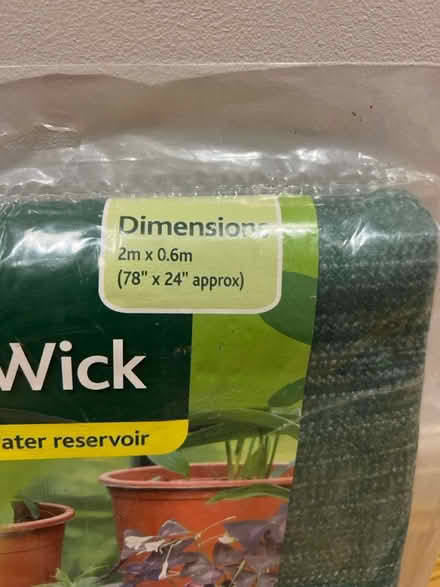 Dimensions
2m x 0.6m
(78" x 24" approx)
Wick
ater reservoir